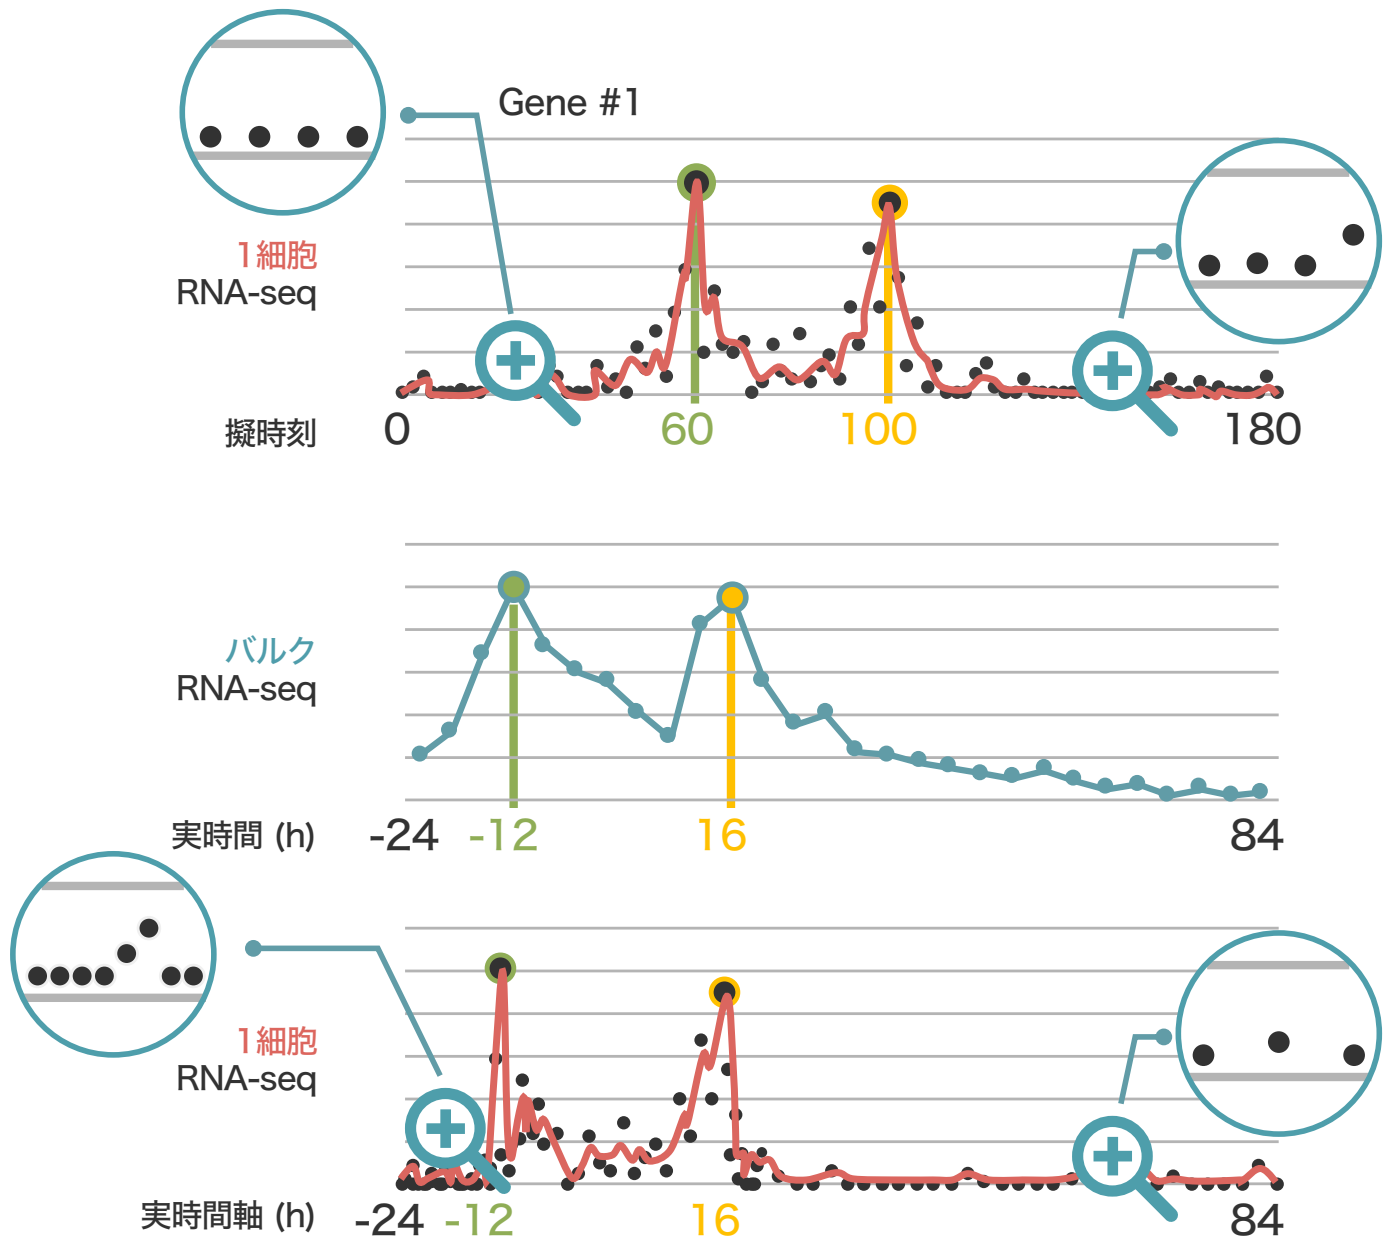 Gene #1
1細胞
RNA-seq
擬時刻 0 60 100 180
バルク
RNA-seq
実時間 (h) -24 -12 16 84
1細胞
RNA-seq
実時間軸 (h) -24 -12 16 84